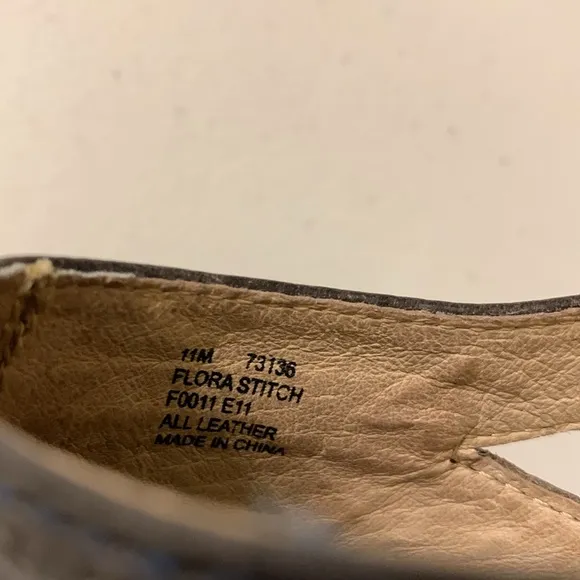 11M 73136
FLORA STITCH
F0011 E11
ALL LEATHER
MADE IN CHINA